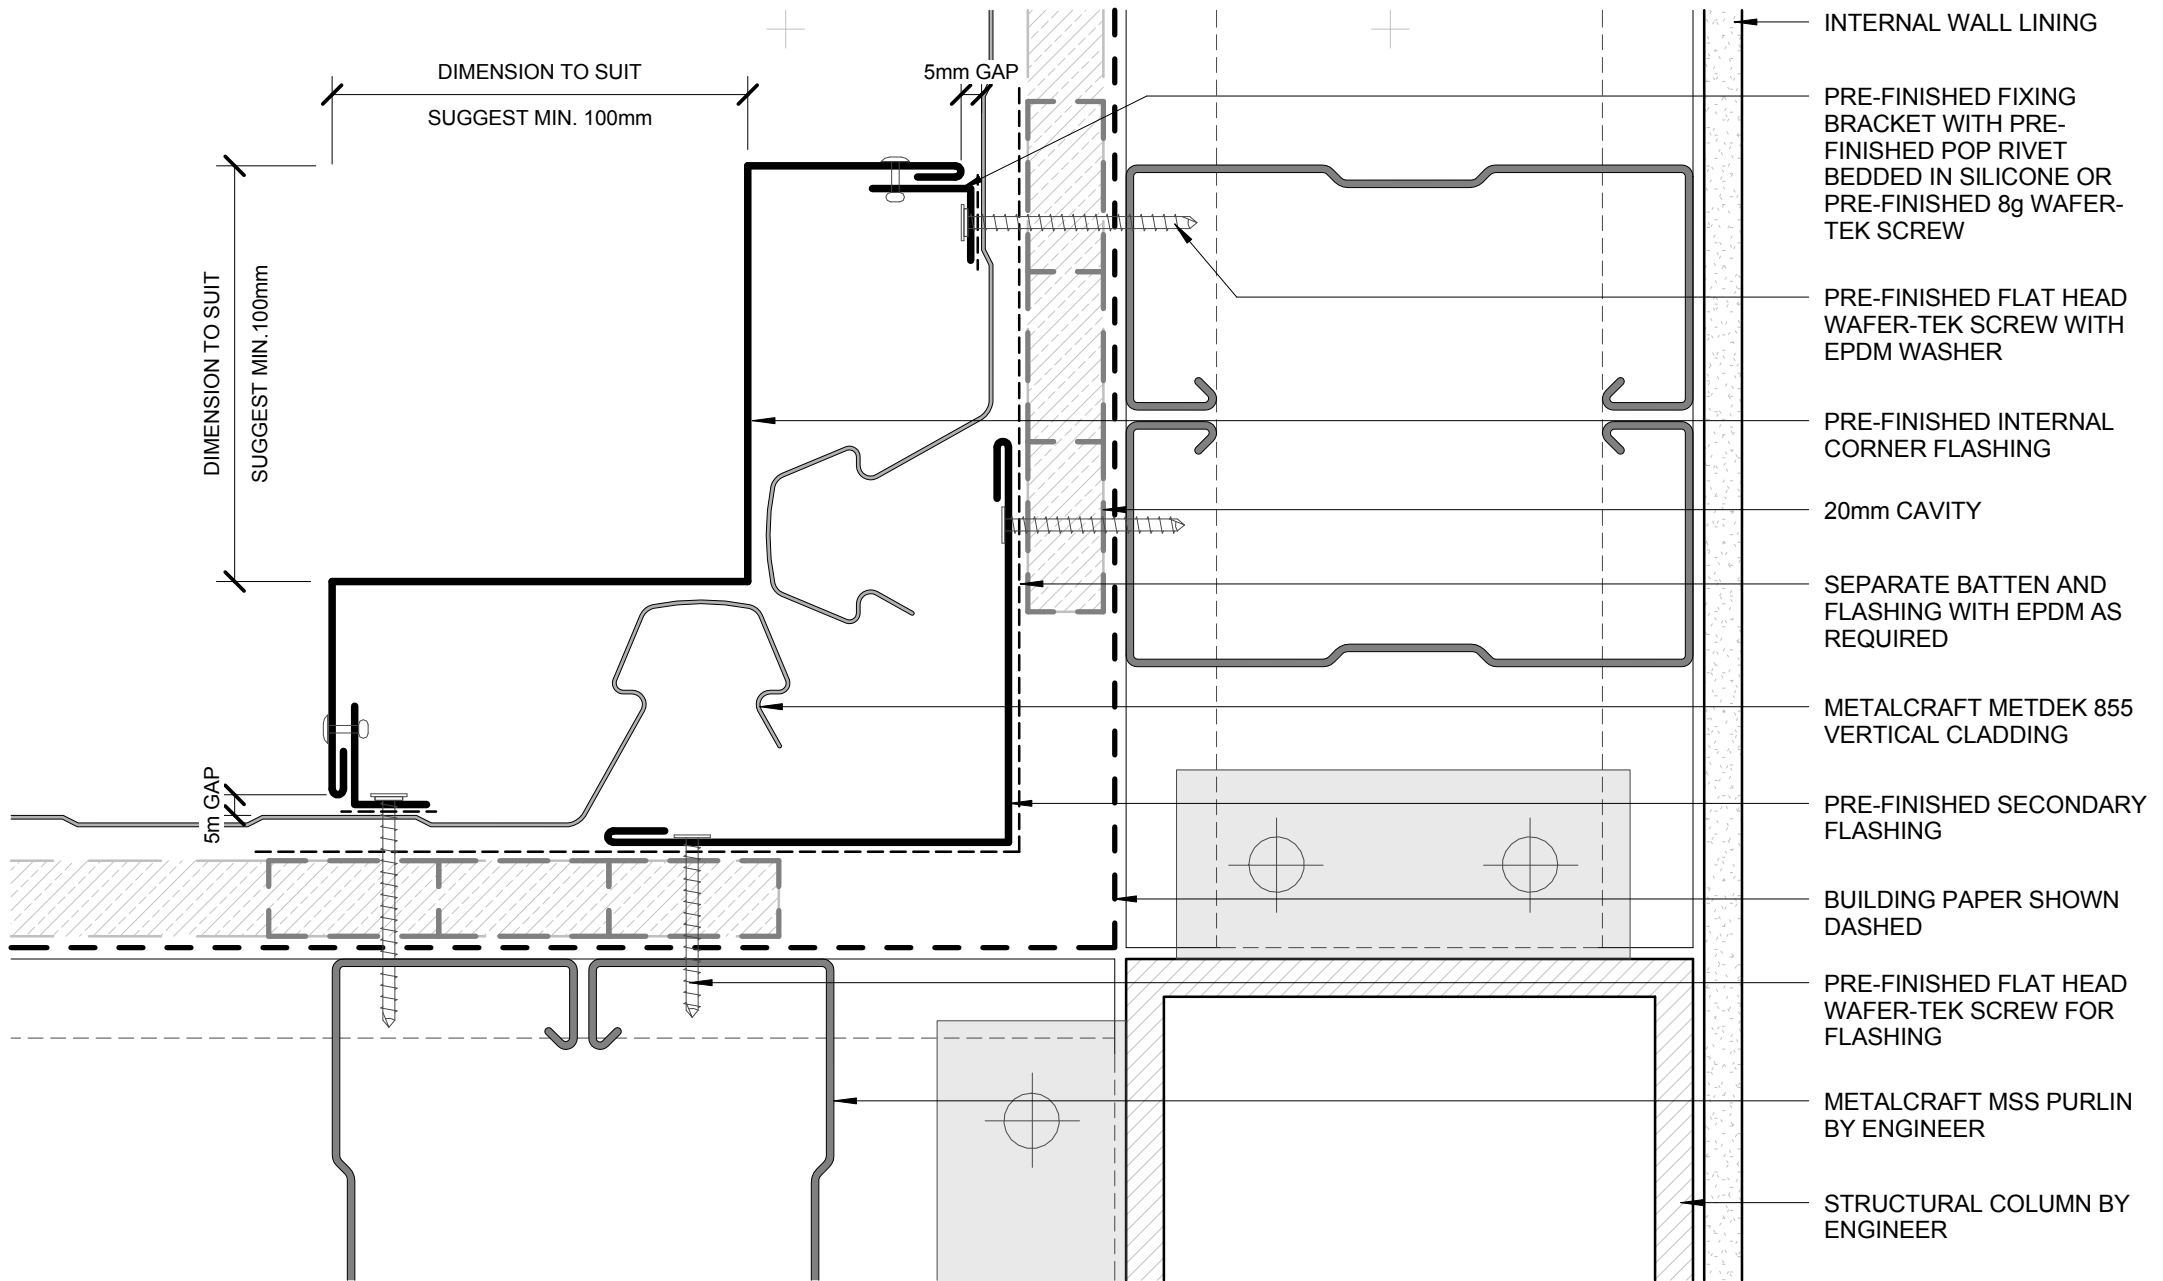 DIMENSION TO SUIT
SUGGEST MIN. 100mm
5mm GAP
DIMENSION TO SUIT
SUGGEST MIN.100mm
5m GAP
INTERNAL WALL LINING
PRE-FINISHED FIXING
BRACKET WITH PRE-
FINISHED POP RIVET
BEDDED IN SILICONE OR
PRE-FINISHED 8g WAFER-
TEK SCREW
PRE-FINISHED FLAT HEAD
WAFER-TEK SCREW WITH
EPDM WASHER
PRE-FINISHED INTERNAL
CORNER FLASHING
20mm CAVITY
SEPARATE BATTEN AND
FLASHING WITH EPDM AS
REQUIRED
METALCRAFT METDEK 855
VERTICAL CLADDING
PRE-FINISHED SECONDARY
FLASHING
BUILDING PAPER SHOWN
DASHED
PRE-FINISHED FLAT HEAD
WAFER-TEK SCREW FOR
FLASHING
METALCRAFT MSS PURLIN
BY ENGINEER
STRUCTURAL COLUMN BY
ENGINEER